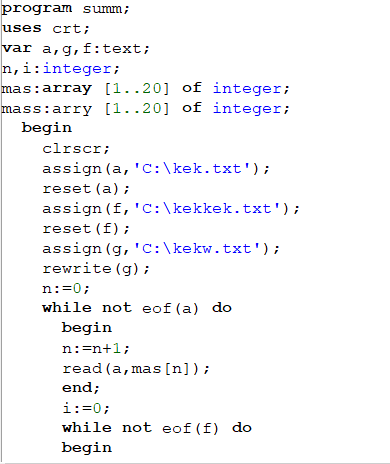 program summ;
uses crt;
var a,g,f:text;
n,i:integer;
mas:array [1..20] of integer;
mass:arry [1..20] of integer;
begin
clrscr;
assign(a,'C:\kek.txt');
reset(a);
assign(f,'C:\kekkek.txt');
reset(f);
assign(g,'C:\kekw.txt');
rewrite(g);
n:=0;
while not eof(a) do
begin
n:=n+1;
read(a,mas[n]);
end;
i:=0;
while not eof(f) do
begin